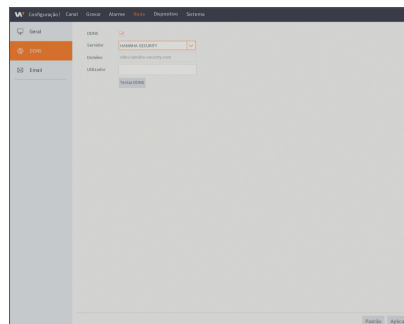 Configuração| Canal Gravar Alarme Rede Dispositivo Sistema
Geral
DDNS
Email
DDNS
Servidor HANWHA-SECURITY
Domínio
Utilizador
Testar DDNS
Padrão Aplica